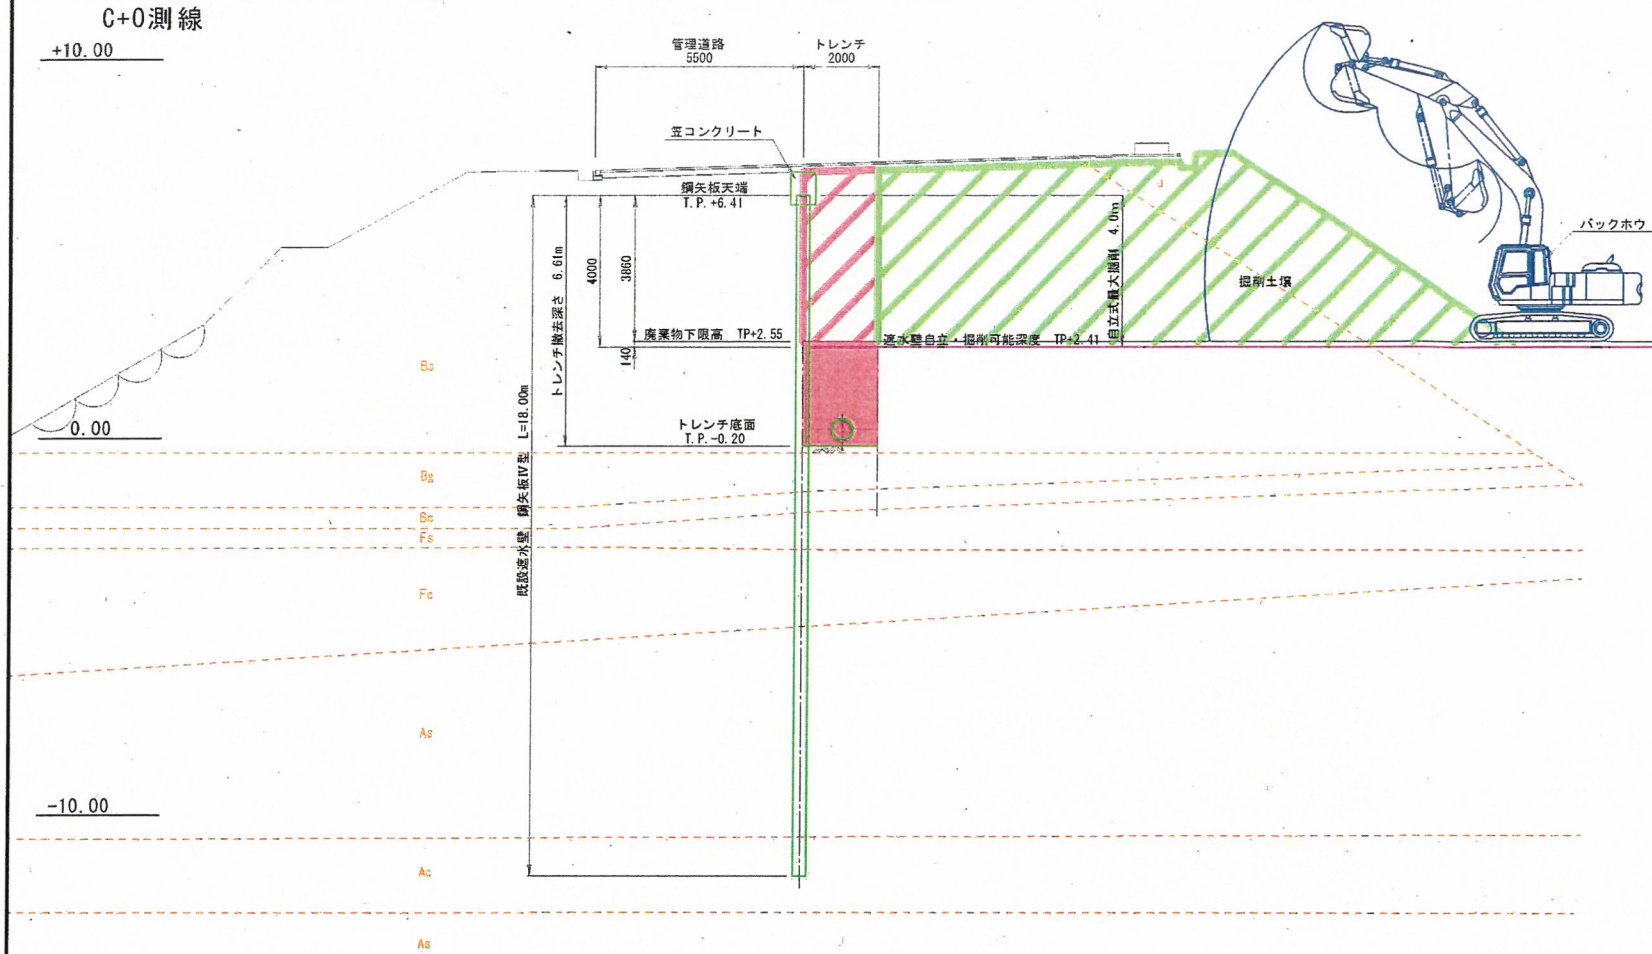 C+0測線
+10.00
管理道路
5500
トレンチ
2000
笠コンクリート
鋼矢板天端
T.P.+6.41
バックホウ
掘削土壌
自立式最大掘削 4.0m
トレンチ撤去深さ 6.61m
4000
3860
140
廃棄物下限高 TP+2.55
遮水壁自立・掘削可能深度 TP+2.41
既設遮水壁 鋼矢板Ⅳ型 L=18.00m
トレンチ底面
T.P.-0.20
0.00
Bs
Bg
Bc
Fs
Fc
As
-10.00
Ac
As